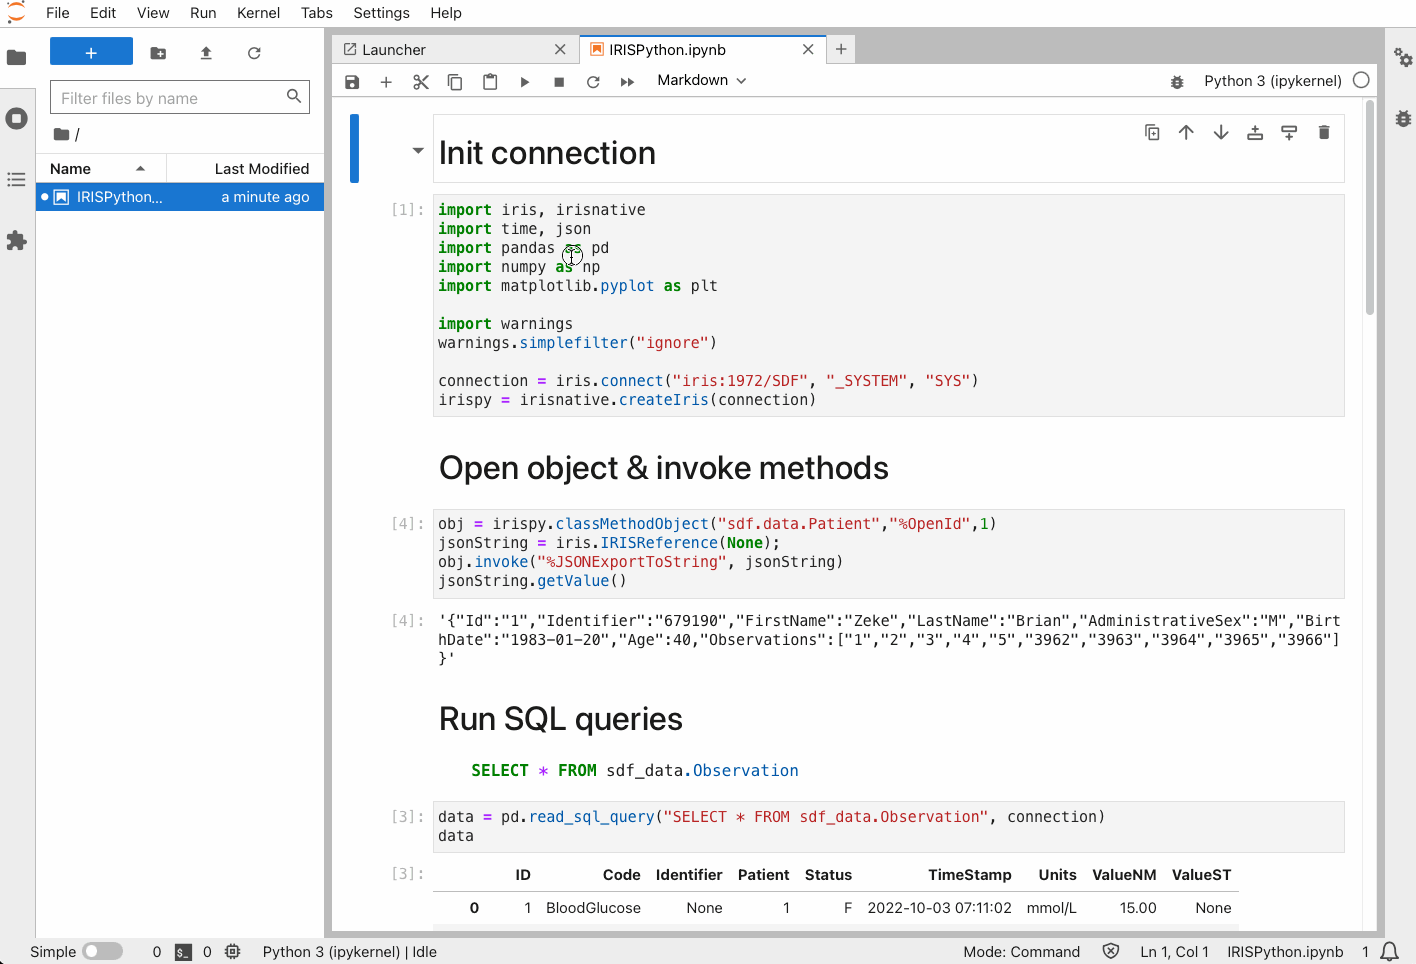 File Edit View Run Kernel Tabs Settings Help
+
Filter files by name
/
Name Last Modified
IRISPython... a minute ago
Launcher
IRISPython.ipynb
+
Markdown
Python 3 (ipykernel)
Init connection
[1]:
import iris, irisnative
import time, json
import pandas as pd
import numpy as np
import matplotlib.pyplot as plt
import warnings
warnings.simplefilter("ignore")
connection = iris.connect("iris:1972/SDF", "_SYSTEM", "SYS")
irispy = irisnative.createIris(connection)
Open object & invoke methods
[4]:
obj = irispy.classMethodObject("sdf.data.Patient","%OpenId",1)
jsonString = iris.IRISReference(None);
obj.invoke("%JSONExportToString", jsonString)
jsonString.getValue()
[4]:
'{"Id":"1","Identifier":"679190","FirstName":"Zeke","LastName":"Brian","AdministrativeSex":"M","Birt
hDate":"1983-01-20","Age":40,"Observations":["1","2","3","4","5","3962","3963","3964","3965","3966"]
}'
Run SQL queries
SELECT * FROM sdf_data.Observation
[3]:
data = pd.read_sql_query("SELECT * FROM sdf_data.Observation", connection)
data
[3]:
ID Code Identifier Patient Status TimeStamp Units ValueNM ValueST
0 1 BloodGlucose None 1 F 2022-10-03 07:11:02 mmol/L 15.00 None
Simple 0 $_ 0 Python 3 (ipykernel) | Idle Mode: Command Ln 1, Col 1 IRISPython.ipynb 1